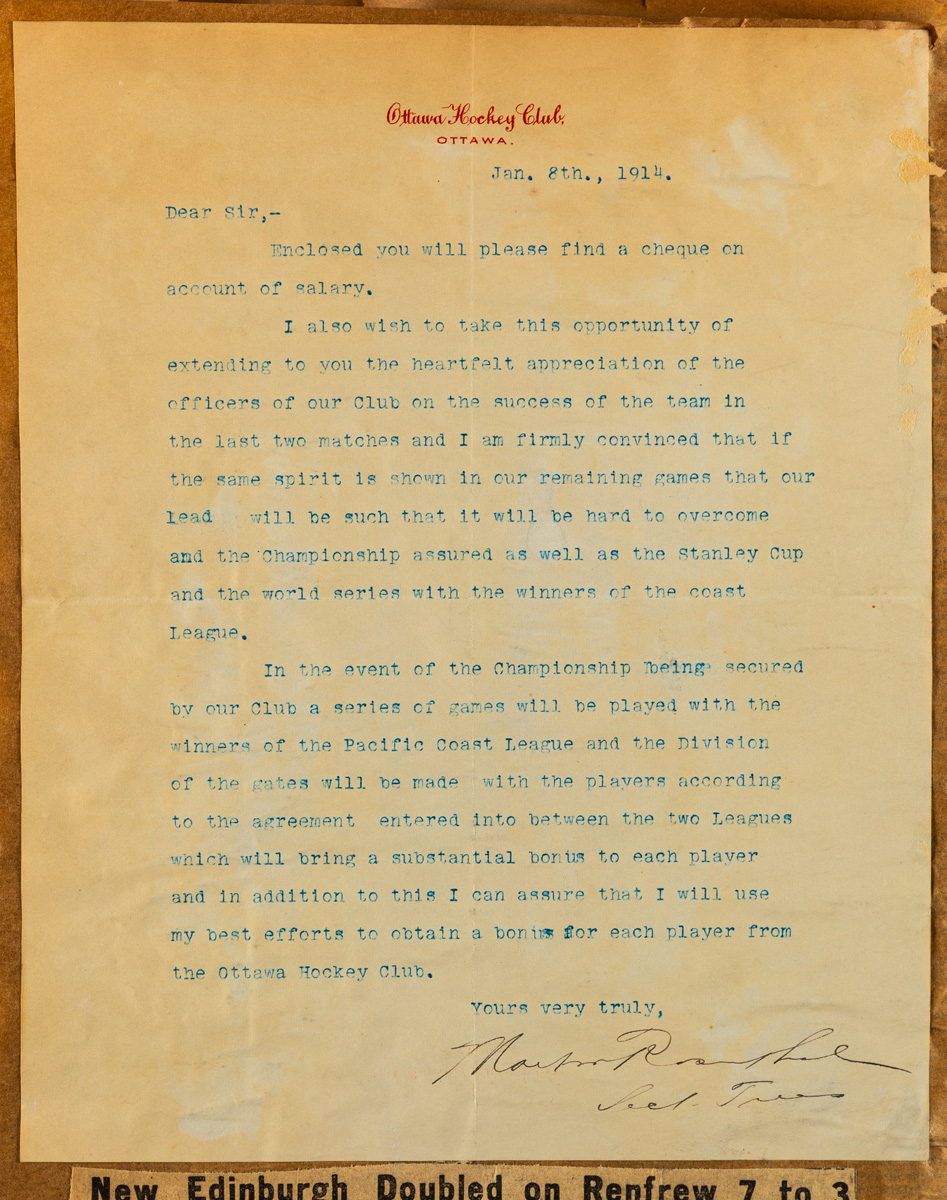 Ottawa Hockey Club.
OTTAWA.
Jan. 8th., 1914.
Dear Sir,-
Enclosed you will please find a cheque on
account of salary.
I also wish to take this opportunity of
extending to you the heartfelt appreciation of the
officers of our Club on the success of the team in
the last two matches and I am firmly convinced that if
the same spirit is shown in our remaining games that our
lead will be such that it will be hard to overcome
and the Championship assured as well as the Stanley Cup
and the world series with the winners of the coast
League.
In the event of the Championship being secured
by our Club a series of games will be played with the
winners of the Pacific Coast League and the Division
of the gates will be made with the players according
to the agreement entered into between the two Leagues
which will bring a substantial bonus to each player
and in addition to this I can assure that I will use
my best efforts to obtain a bonus for each player from
the Ottawa Hockey Club.
Yours very truly,
Martin Rosenthal
Sect. Treas
New Edinburgh Doubled on Renfrew 7 to 3